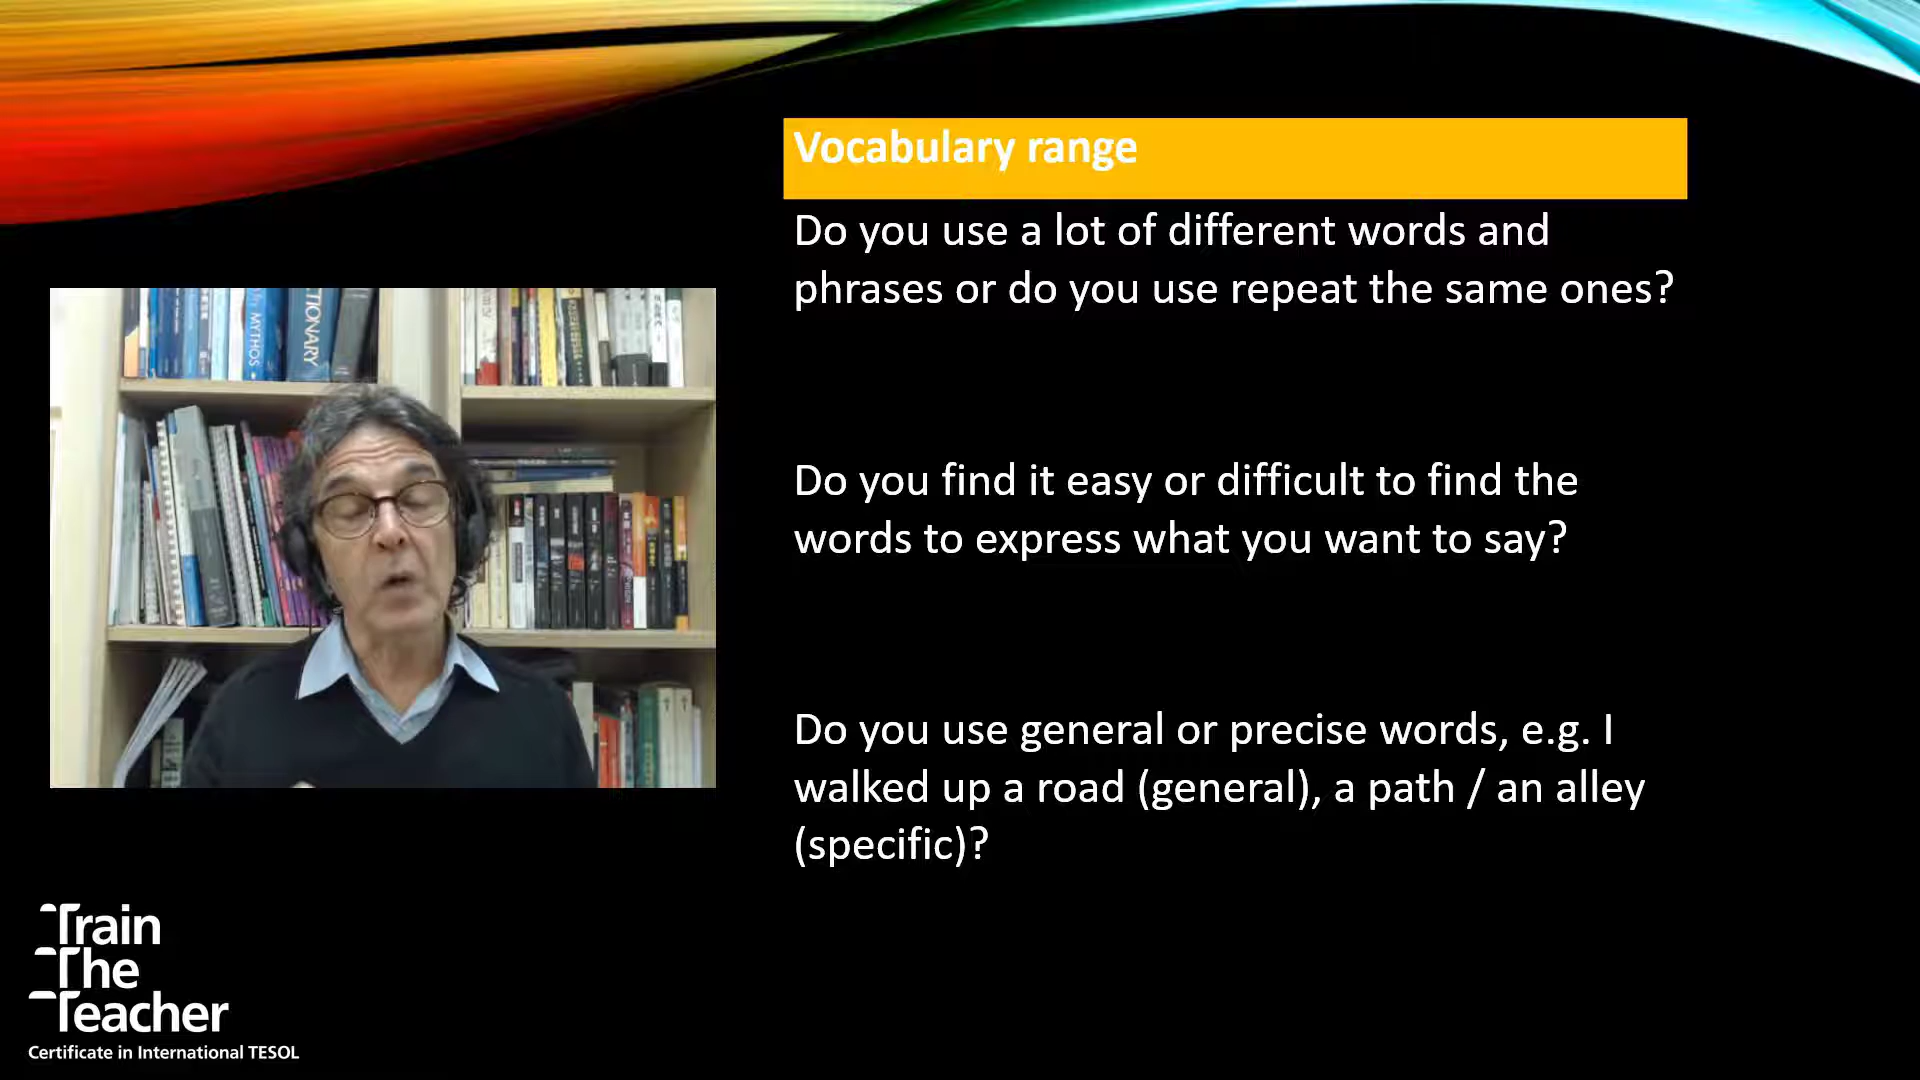 Vocabulary range
Do you use a lot of different words and
phrases or do you use repeat the same ones?
Do you find it easy or difficult to find the
words to express what you want to say?
Do you use general or precise words, e.g. I
walked up a road (general), a path / an alley
(specific)?
MYTHOS
CTIONARY
Train
The
Teacher
Certificate in International TESOL